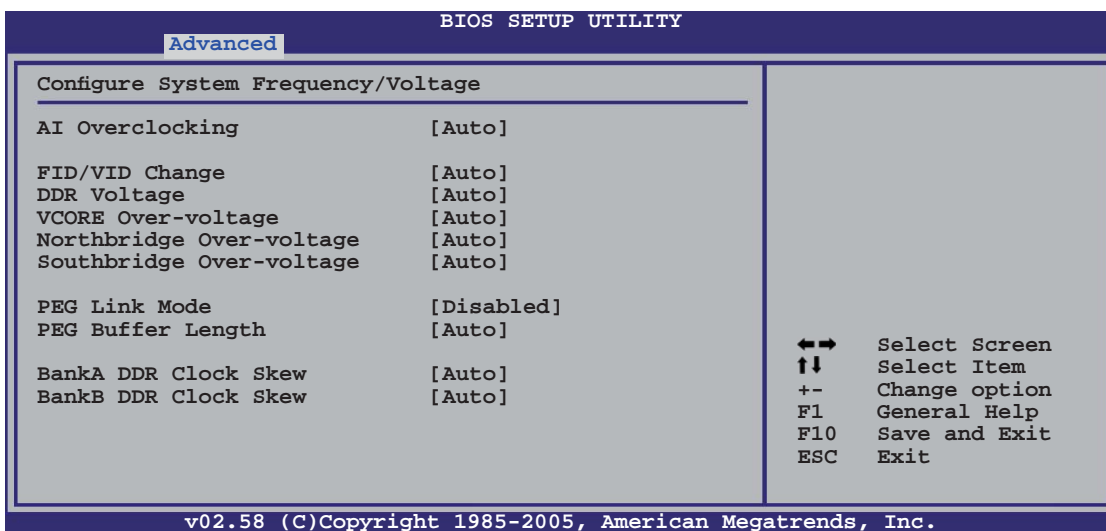 BIOS SETUP UTILITY
Advanced
Configure System Frequency/Voltage
AI Overclocking [Auto]
FID/VID Change [Auto]
DDR Voltage [Auto]
VCORE Over-voltage [Auto]
Northbridge Over-voltage [Auto]
Southbridge Over-voltage [Auto]
PEG Link Mode [Disabled]
PEG Buffer Length [Auto]
BankA DDR Clock Skew [Auto]
BankB DDR Clock Skew [Auto]
←→ Select Screen
↑↓ Select Item
+- Change option
F1 General Help
F10 Save and Exit
ESC Exit
v02.58 (C)Copyright 1985-2005, American Megatrends, Inc.